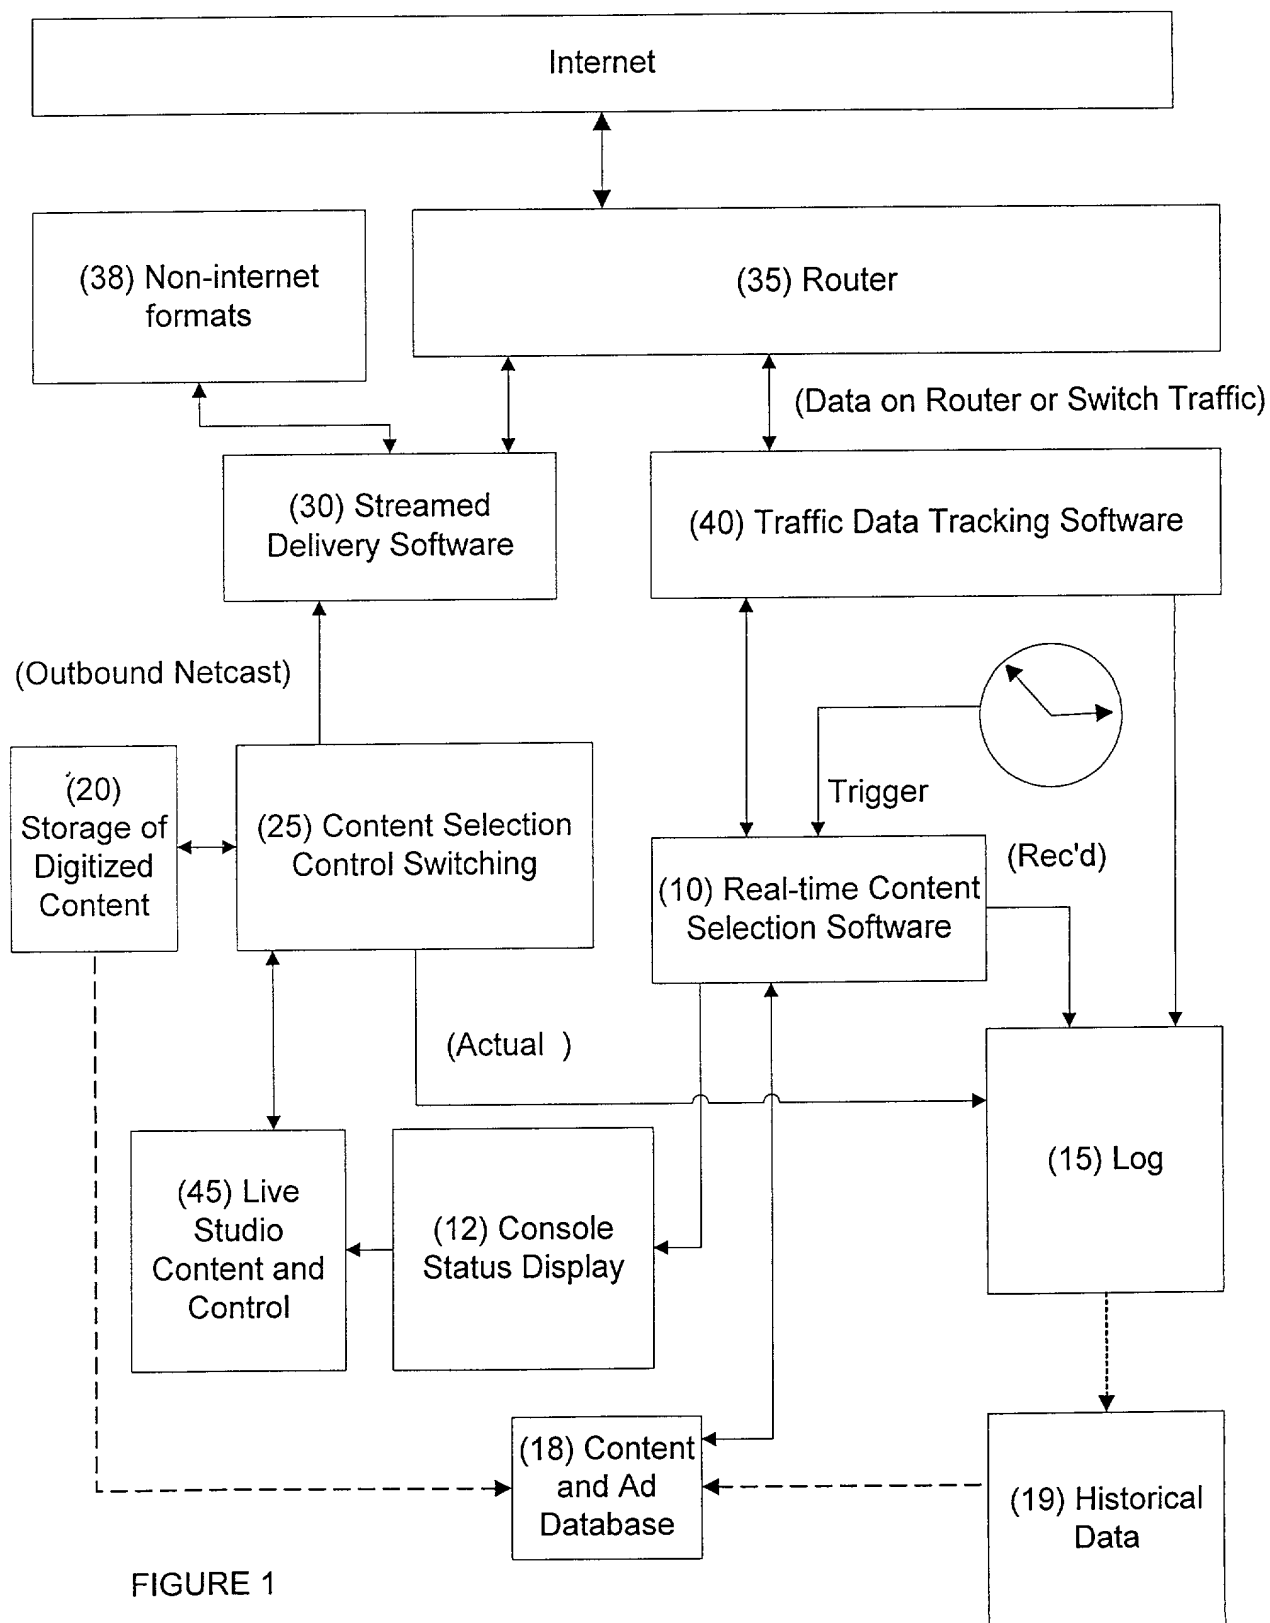 Internet
(38) Non-internet
formats
(35) Router
(Data on Router or Switch Traffic)
(30) Streamed
Delivery Software
(40) Traffic Data Tracking Software
(Outbound Netcast)
(20)
Storage of
Digitized
Content
(25) Content Selection
Control Switching
Trigger
(Rec'd)
(10) Real-time Content
Selection Software
(Actual )
(15) Log
(45) Live
Studio
Content and
Control
(12) Console
Status Display
(18) Content
and Ad
Database
(19) Historical
Data
FIGURE 1